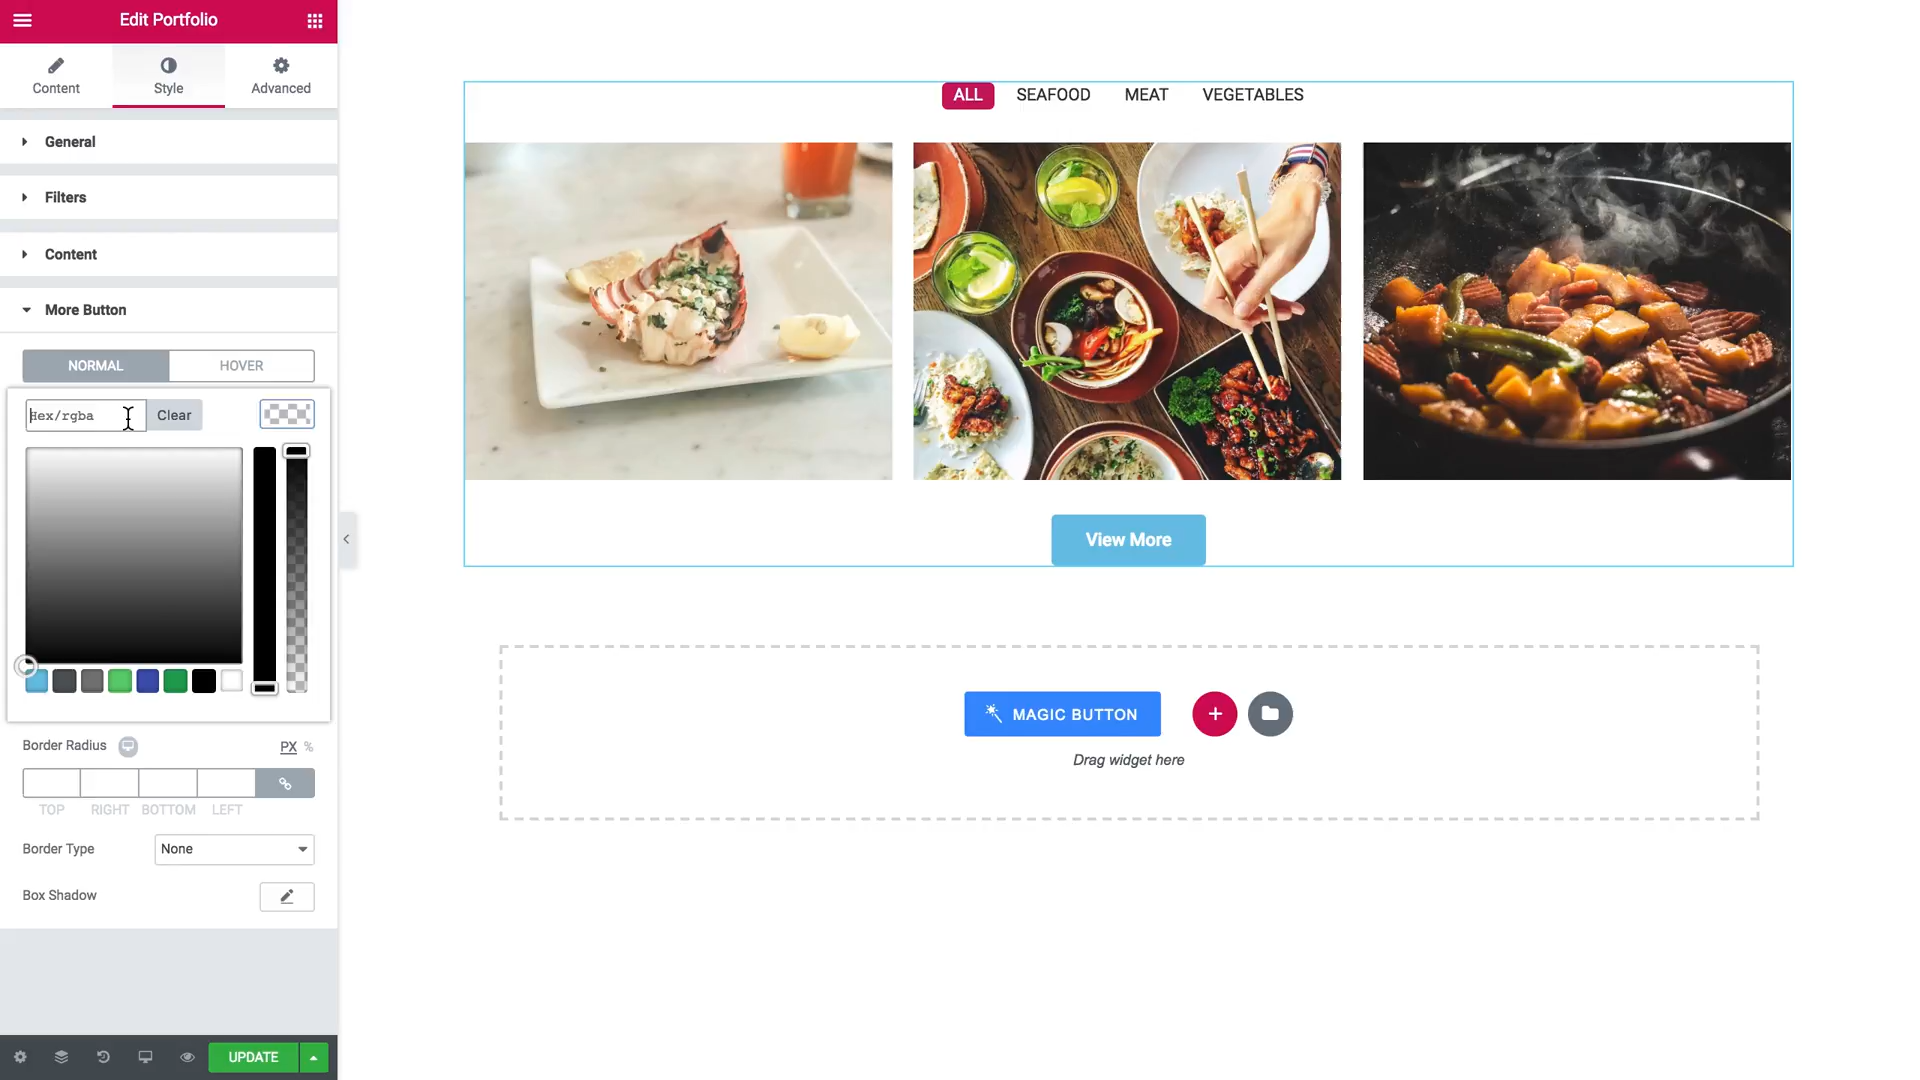 Edit Portfolio
Content
Style
Advanced
General
Filters
Content
More Button
NORMAL
HOVER
Hex/rgba
Clear
Border Radius
PX %
TOP
RIGHT
BOTTOM
LEFT
Border Type
None
Box Shadow
UPDATE
ALL
SEAFOOD
MEAT
VEGETABLES
View More
MAGIC BUTTON
Drag widget here